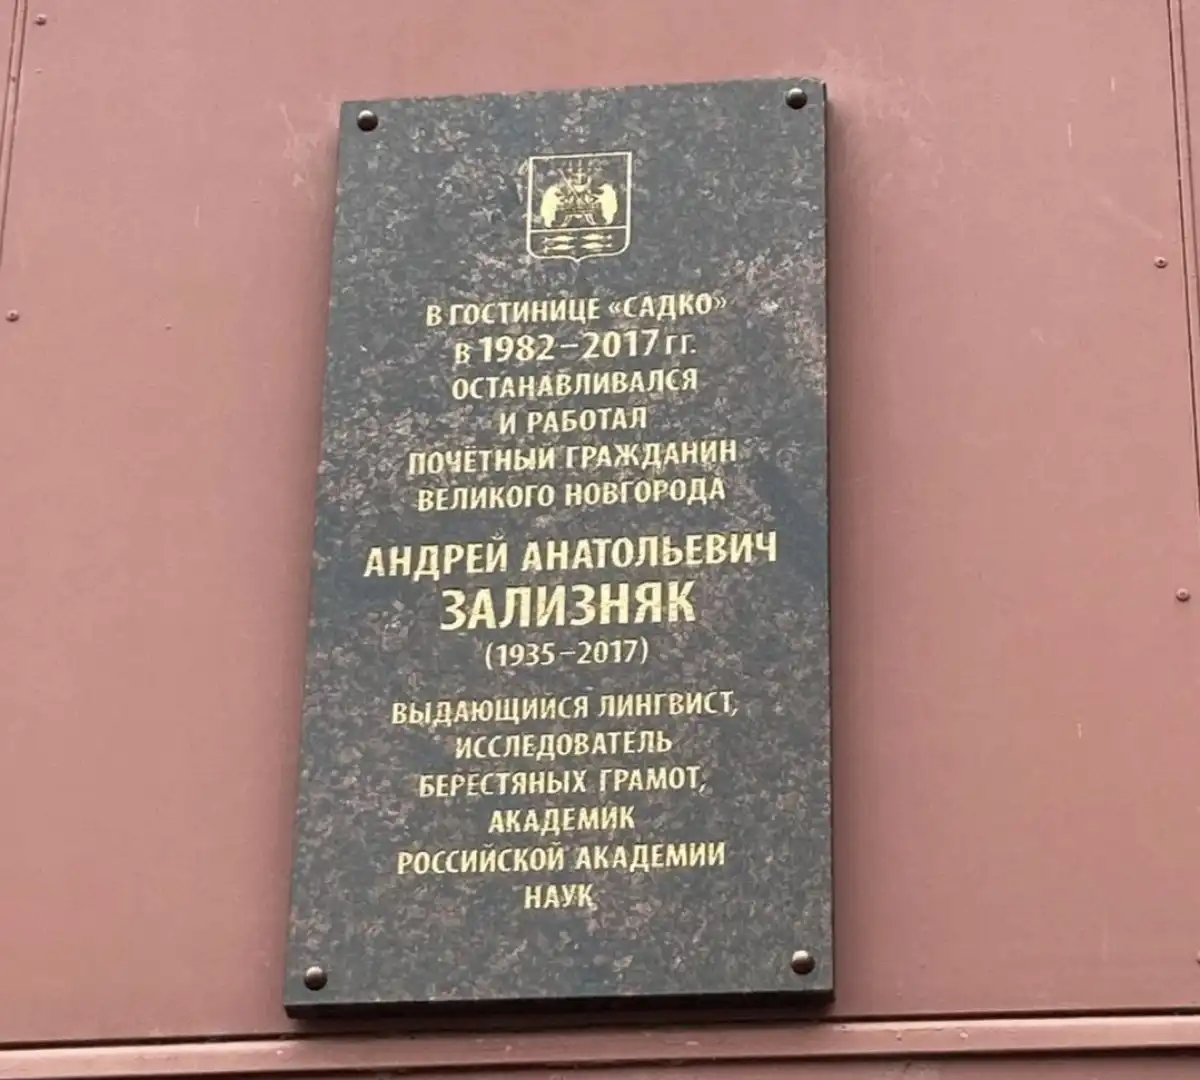 В ГОСТИНИЦЕ «САДКО»
В 1982–2017 ГГ.
ОСТАНАВЛИВАЛСЯ
И РАБОТАЛ
ПОЧЁТНЫЙ ГРАЖДАНИН
ВЕЛИКОГО НОВГОРОДА
АНДРЕЙ АНАТОЛЬЕВИЧ
ЗАЛИЗНЯК
(1935–2017)
ВЫДАЮЩИЙСЯ ЛИНГВИСТ,
ИССЛЕДОВАТЕЛЬ
БЕРЕСТЯНЫХ ГРАМОТ,
АКАДЕМИК
РОССИЙСКОЙ АКАДЕМИИ
НАУК